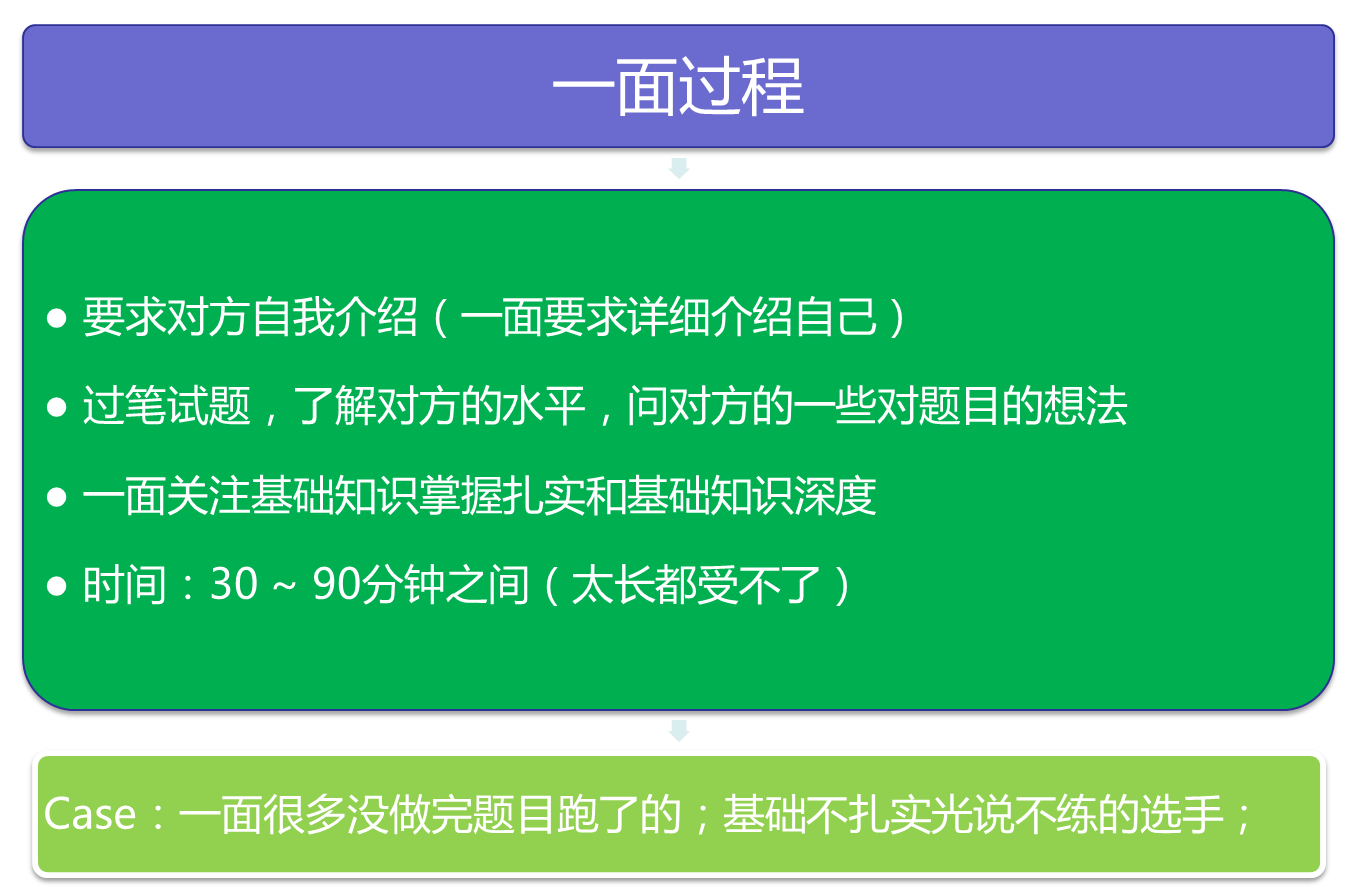 一面过程
● 要求对方自我介绍（一面要求详细介绍自己）
● 过笔试题，了解对方的水平，问对方的一些对题目的想法
● 一面关注基础知识掌握扎实和基础知识深度
● 时间：30 ~ 90分钟之间（太长都受不了）
Case：一面很多没做完题目跑了的；基础不扎实光说不练的选手；